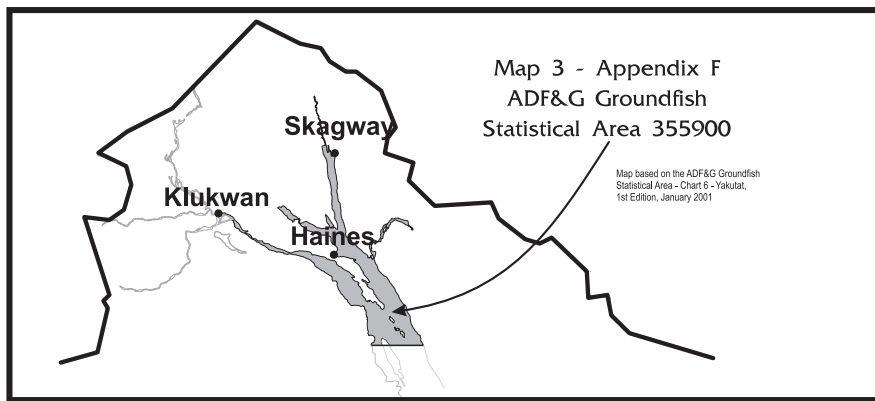 Map 3 - Appendix F
ADF&G Groundfish
Statistical Area 355900
Map based on the ADF&G Groundfish
Statistical Area - Chart 6 - Yakutat,
1st Edition, January 2001
Skagway
Klukwan
Haines